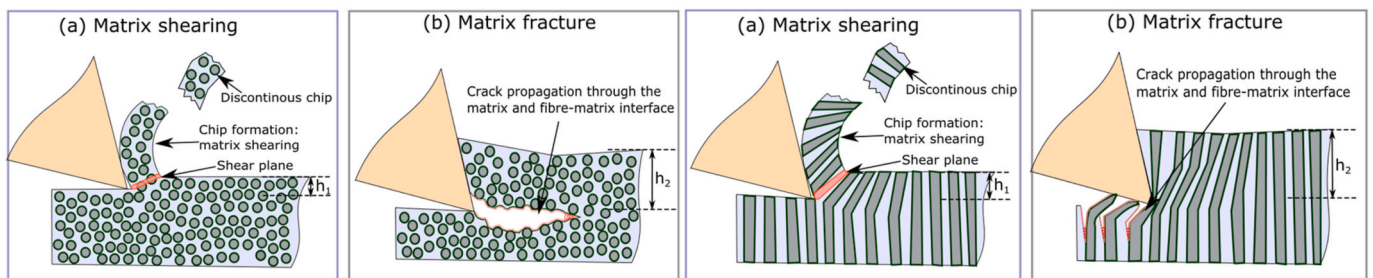 (a) Matrix shearing
Discontinous chip
Chip formation:
matrix shearing
Shear plane
h1
(b) Matrix fracture
Crack propagation through the
matrix and fibre-matrix interface
h2
(a) Matrix shearing
Discontinous chip
Chip formation:
matrix shearing
Shear plane
h1
(b) Matrix fracture
Crack propagation through the
matrix and fibre-matrix interface
h2